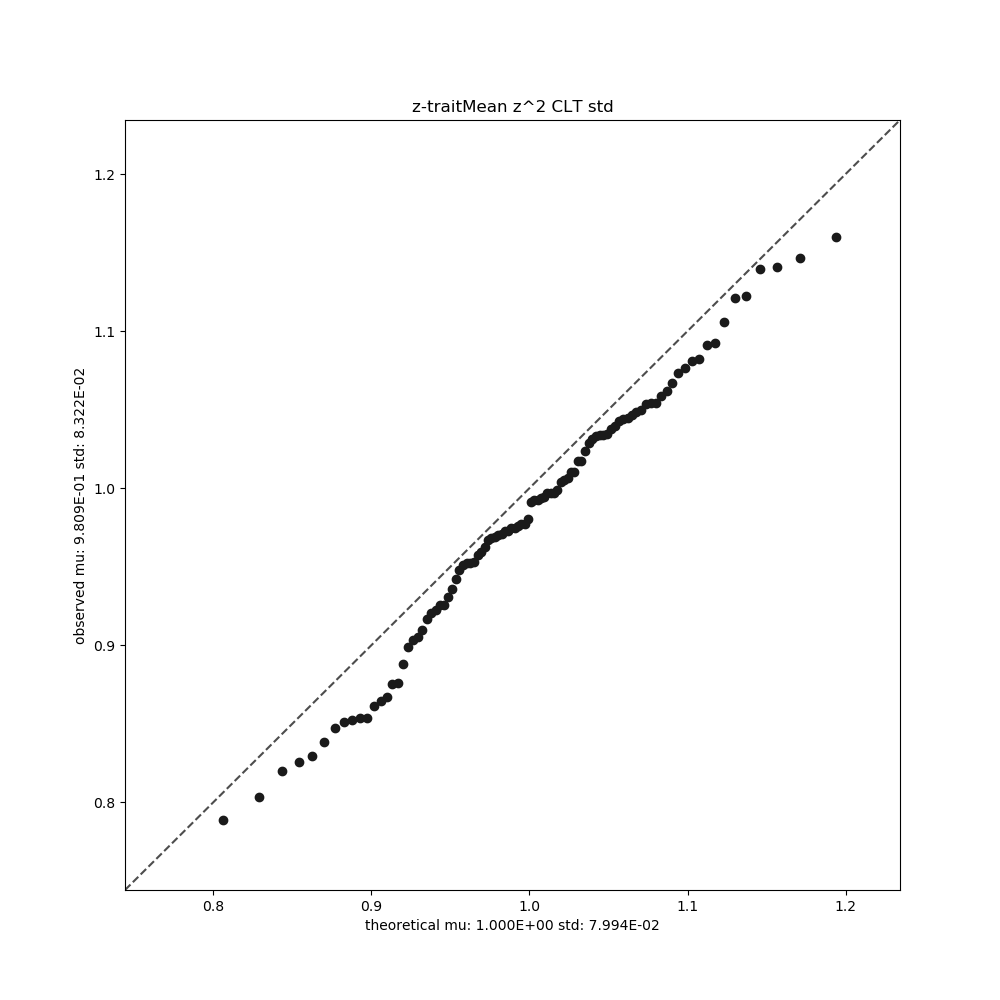 z-traitMean z^2 CLT std
observed mu: 9.809E-01 std: 8.322E-02
1.2
1.1
1.0
0.9
0.8
0.8 0.9 1.0 1.1 1.2
theoretical mu: 1.000E+00 std: 7.994E-02